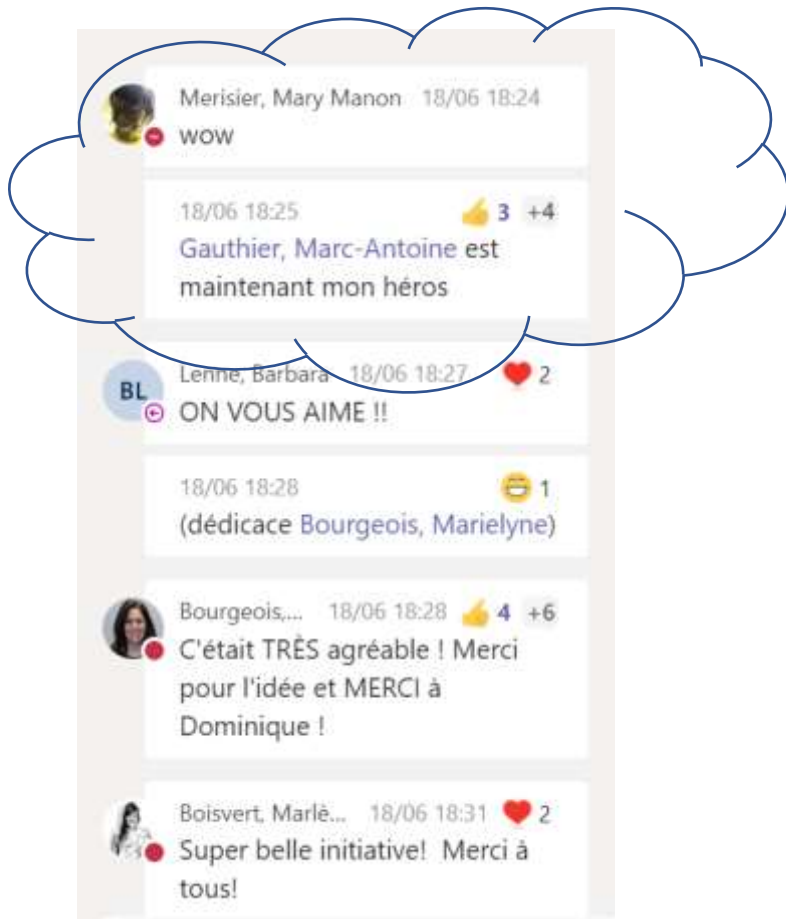 Merisier, Mary Manon 18/06 18:24
wow
18/06 18:25 👍 3 +4
Gauthier, Marc-Antoine est
maintenant mon héros
BL
Lenne, Barbara 18/06 18:27 ❤️ 2
ON VOUS AIME !!
18/06 18:28 😁 1
(dédicace Bourgeois, Marielyne)
Bourgeois,... 18/06 18:28 👍 4 +6
C'était TRÈS agréable ! Merci
pour l'idée et MERCI à
Dominique !
Boisvert, Marlè... 18/06 18:31 ❤️ 2
Super belle initiative! Merci à
tous!